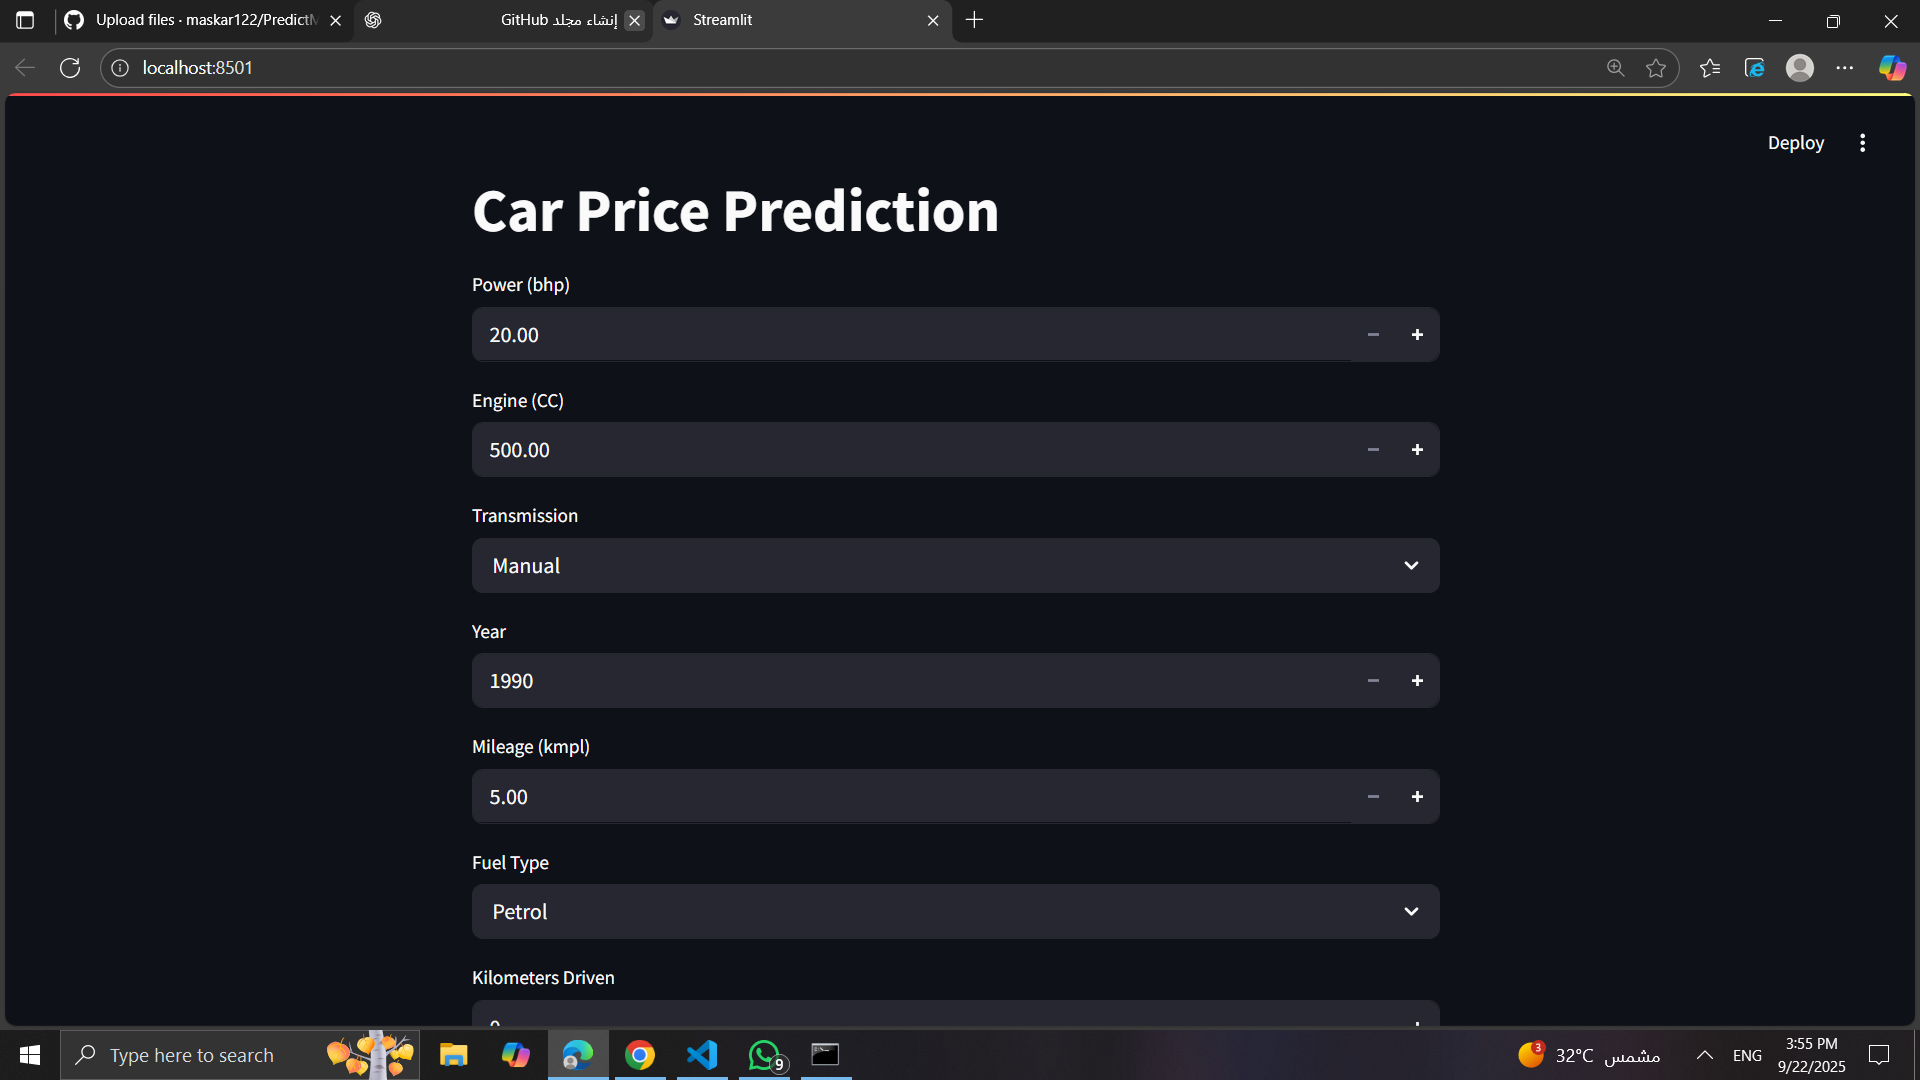 Upload files · maskar122/PredictM
إنشاء مجلد GitHub
Streamlit
localhost:8501
Deploy
Car Price Prediction
Power (bhp)
20.00
Engine (CC)
500.00
Transmission
Manual
Year
1990
Mileage (kmpl)
5.00
Fuel Type
Petrol
Kilometers Driven
Type here to search
9
3
32°C مشمس
ENG
3:55 PM
9/22/2025